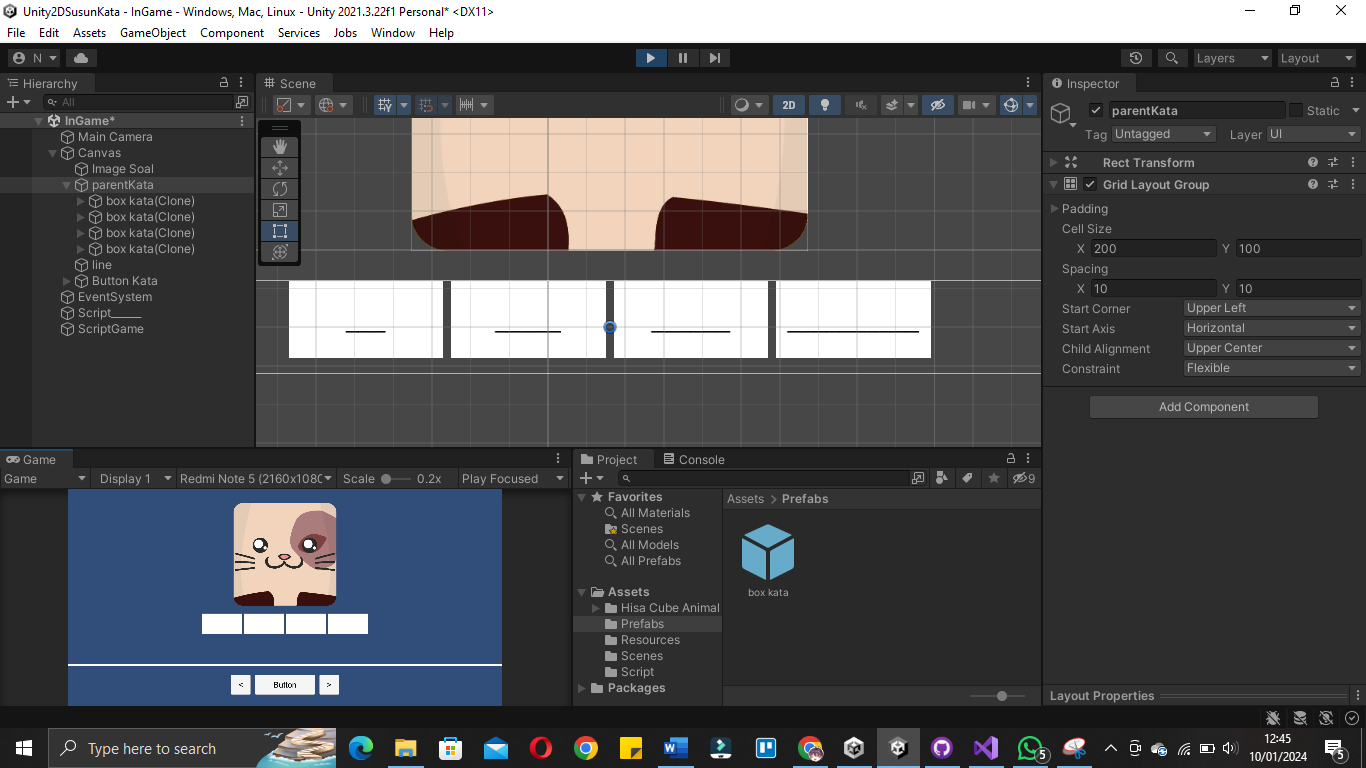 Unity2DSusunKata - InGame - Windows, Mac, Linux - Unity 2021.3.22f1 Personal* <DX11>
File Edit Assets GameObject Component Services Jobs Window Help
N Layers Layout
Hierarchy
All
InGame*
Main Camera
Canvas
Image Soal
parentKata
box kata(Clone)
box kata(Clone)
box kata(Clone)
box kata(Clone)
line
Button Kata
EventSystem
Script_____
ScriptGame
Scene
2D
Inspector
parentKata Static
Tag Untagged Layer UI
Rect Transform
Grid Layout Group
Padding
Cell Size
X 200 Y 100
Spacing
X 10 Y 10
Start Corner Upper Left
Start Axis Horizontal
Child Alignment Upper Center
Constraint Flexible
Add Component
Layout Properties
Game
Game Display 1 Redmi Note 5 (2160x1080 Scale 0.2x Play Focused
< Button >
Project Console
9
Favorites
All Materials
Scenes
All Models
All Prefabs
Assets
Hisa Cube Animal
Prefabs
Resources
Scenes
Script
Packages
Assets > Prefabs
box kata
Type here to search
5
12:45
10/01/2024
5